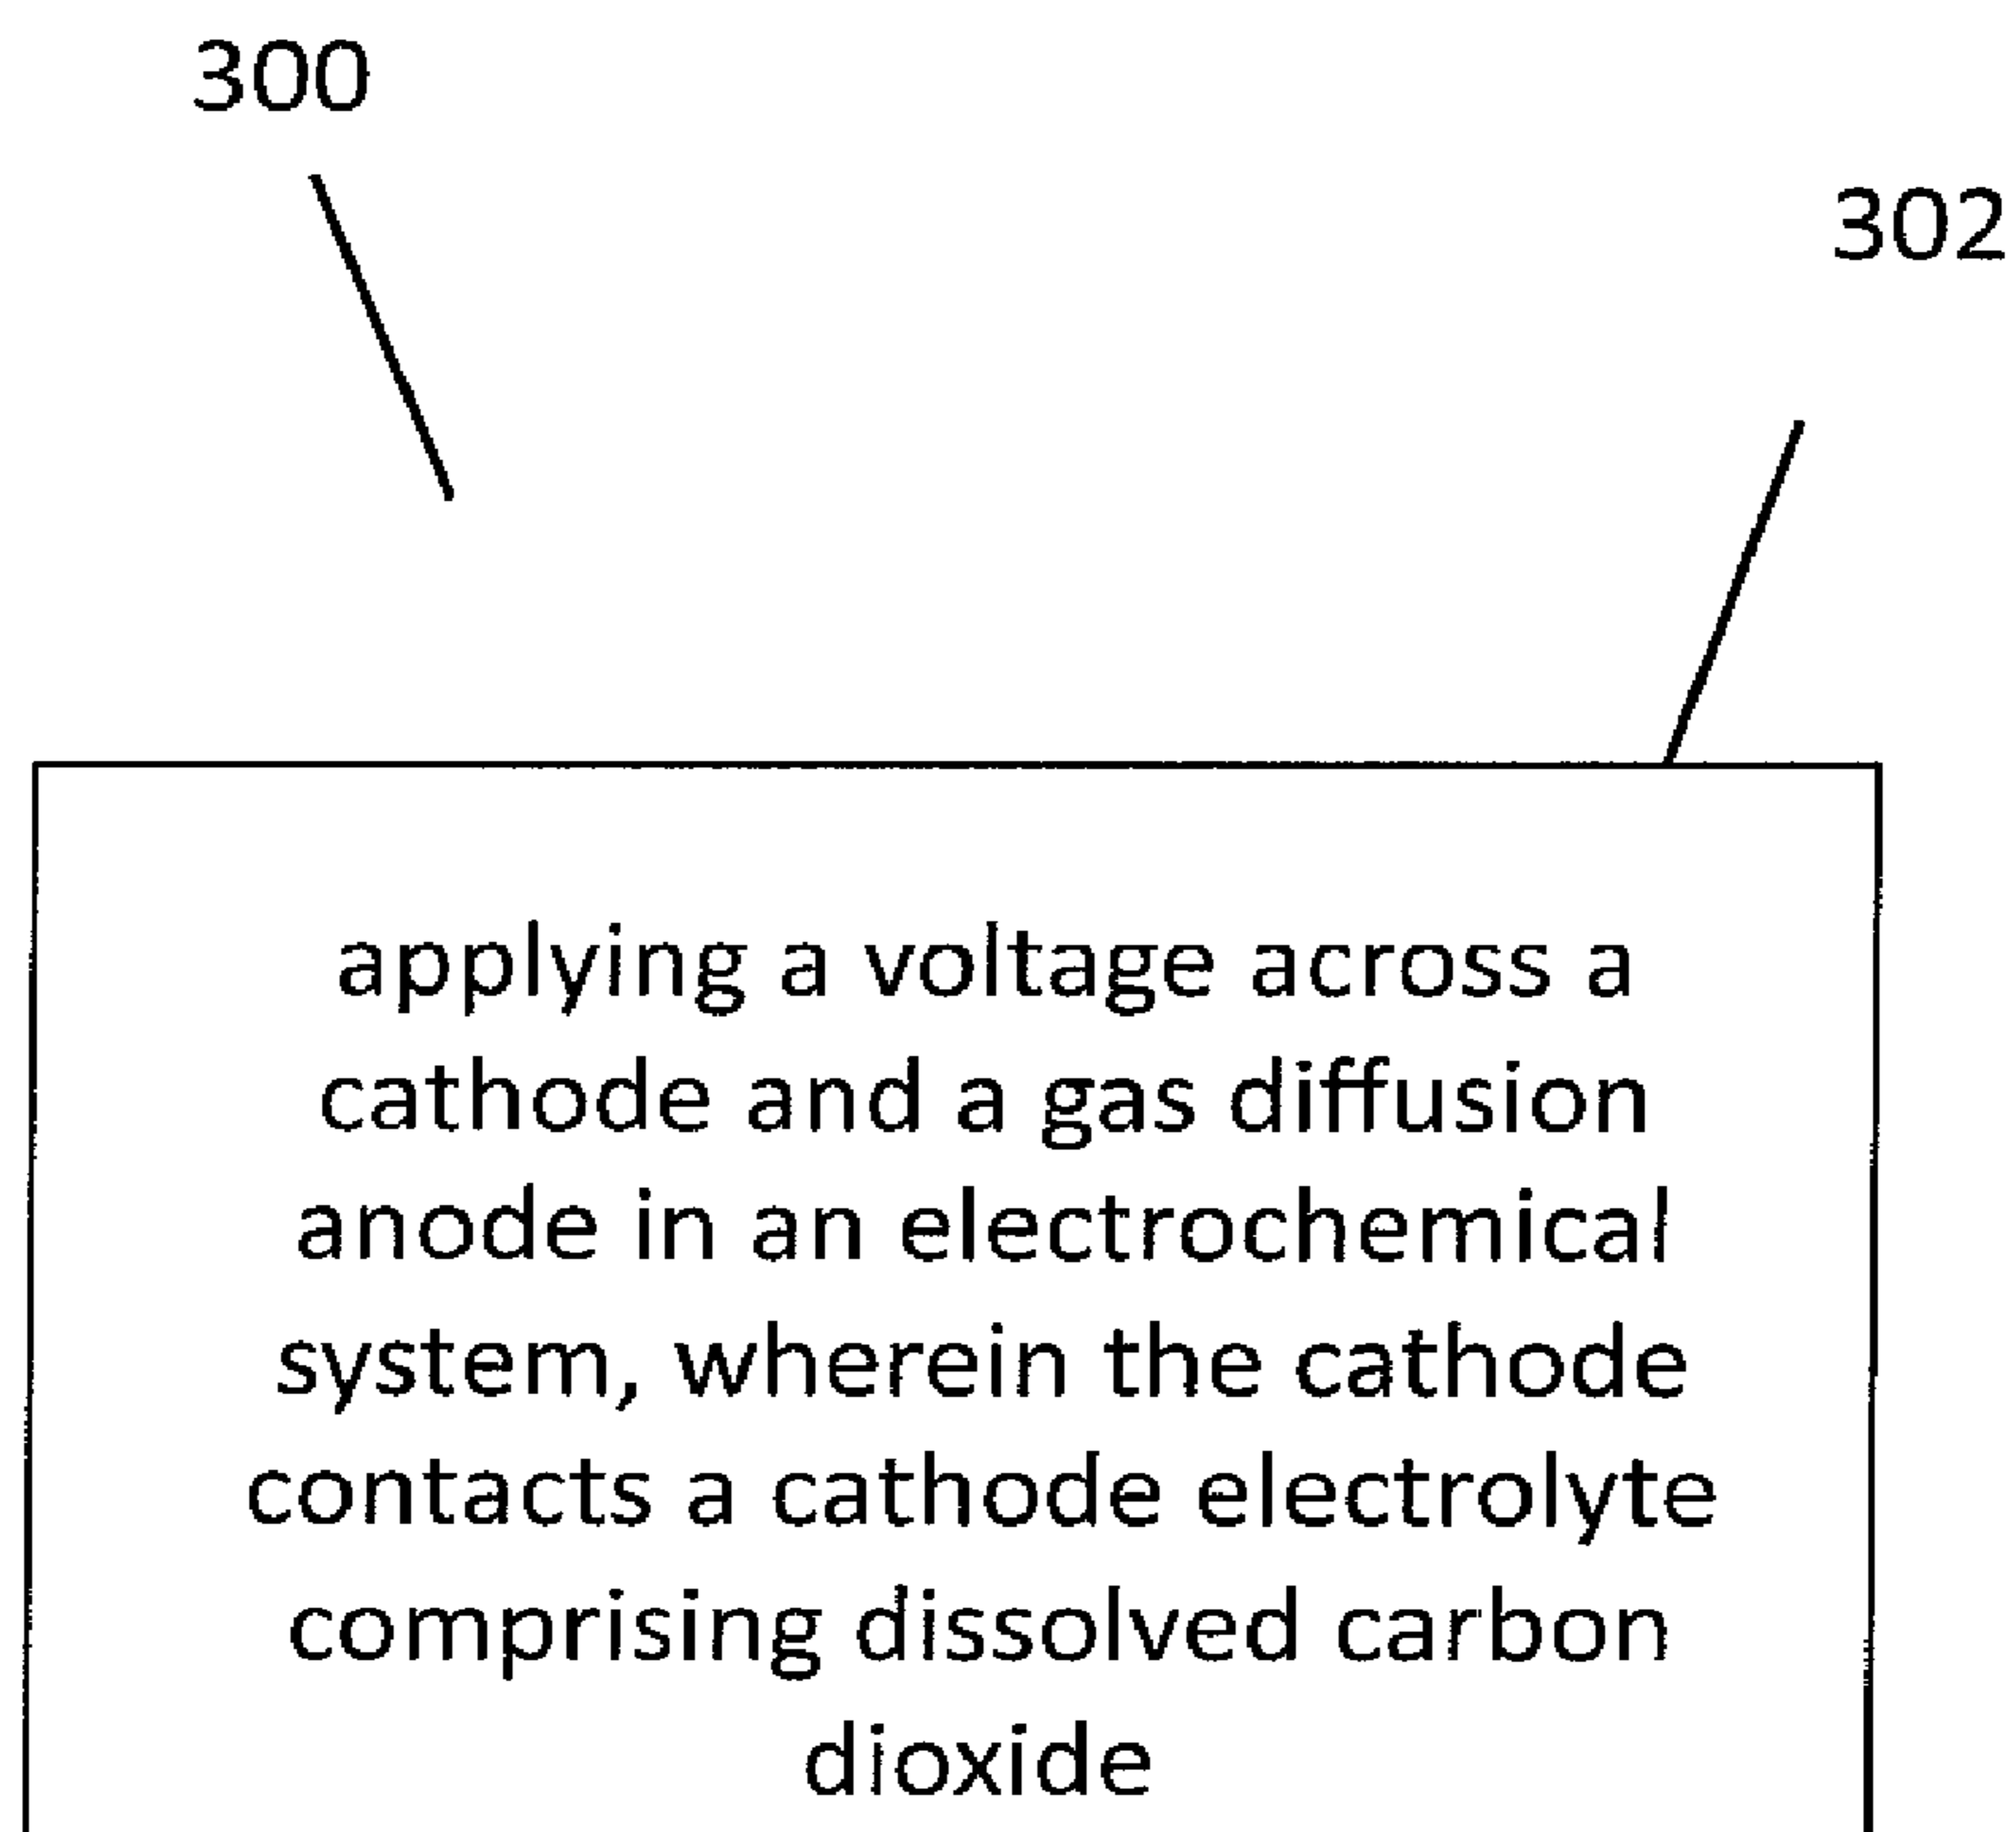 300
302
applying a voltage across a
cathode and a gas diffusion
anode in an electrochemical
system, wherein the cathode
contacts a cathode electrolyte
comprising dissolved carbon
dioxide